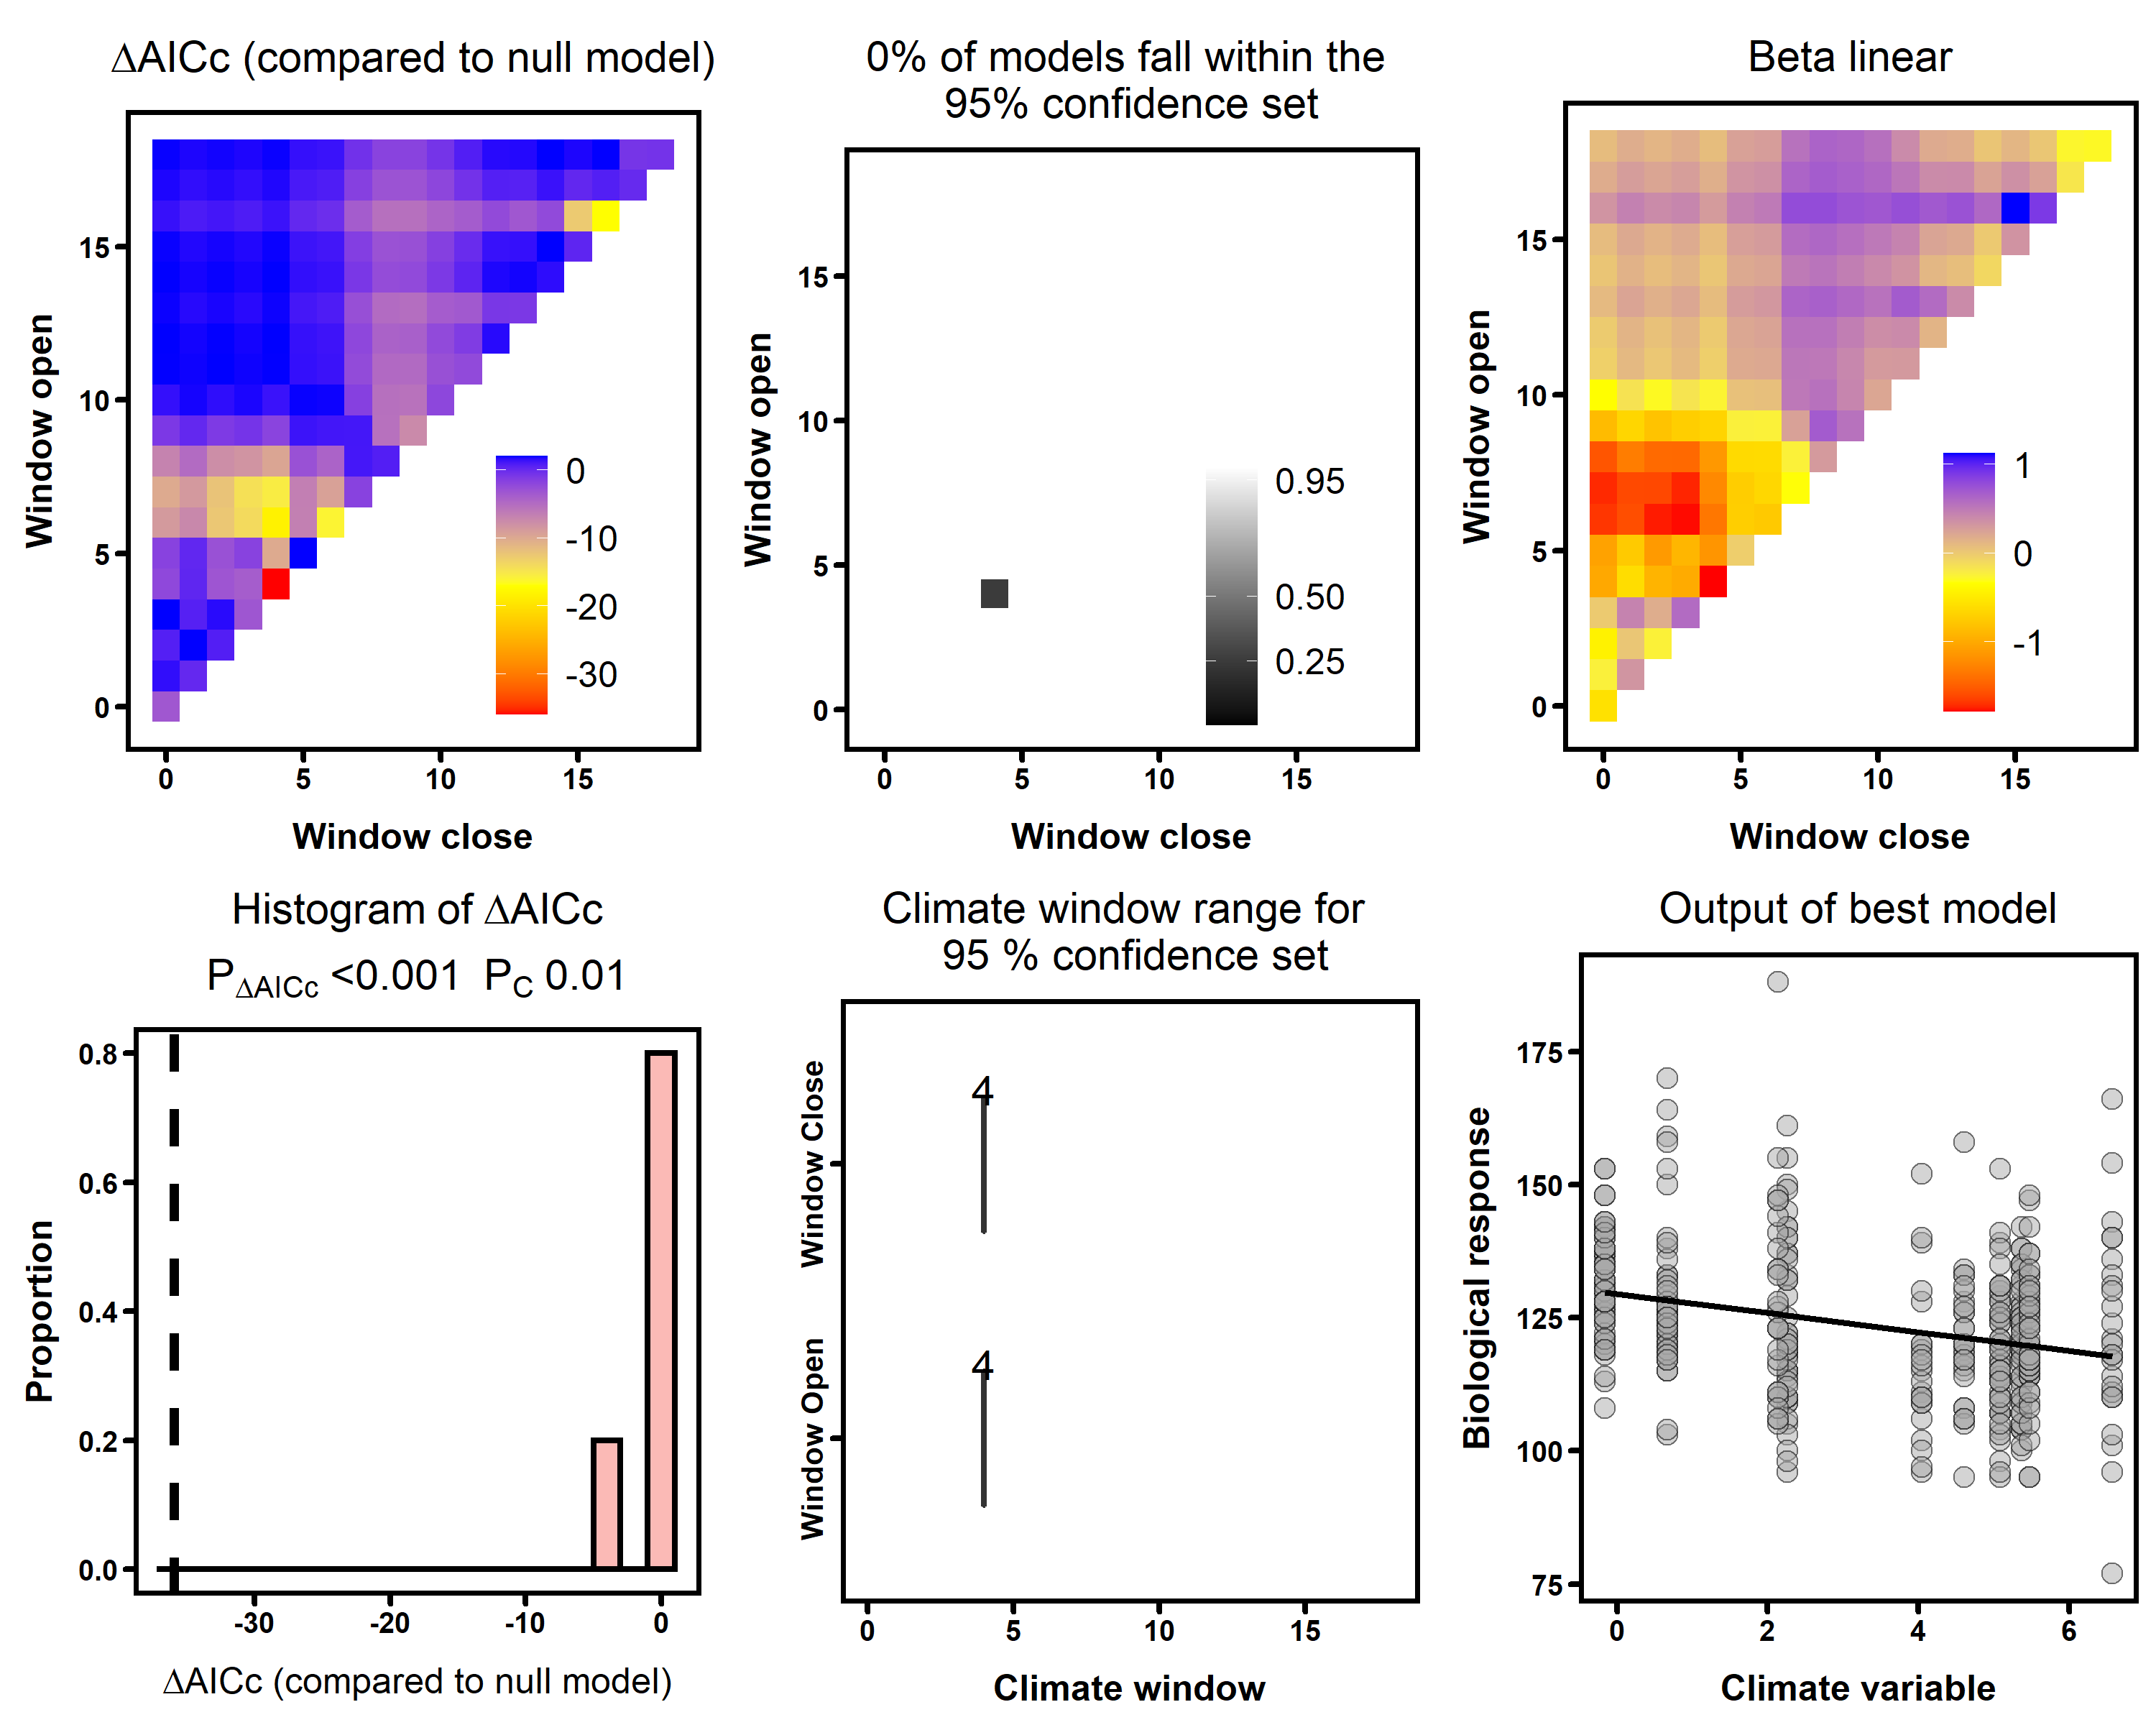 ΔAICc (compared to null model)
Window open
15
10
5
0
0
-10
-20
-30
0 5 10 15
Window close
0% of models fall within the
95% confidence set
Window open
15
10
5
0
0.95
0.50
0.25
0 5 10 15
Window close
Beta linear
Window open
15
10
5
0
1
0
-1
0 5 10 15
Window close
Histogram of ΔAICc
PΔAICc <0.001 PC 0.01
Proportion
0.8
0.6
0.4
0.2
0.0
-30 -20 -10 0
ΔAICc (compared to null model)
Climate window range for
95 % confidence set
Window Close
4
Window Open
4
0 5 10 15
Climate window
Output of best model
Biological response
175
150
125
100
75
0 2 4 6
Climate variable